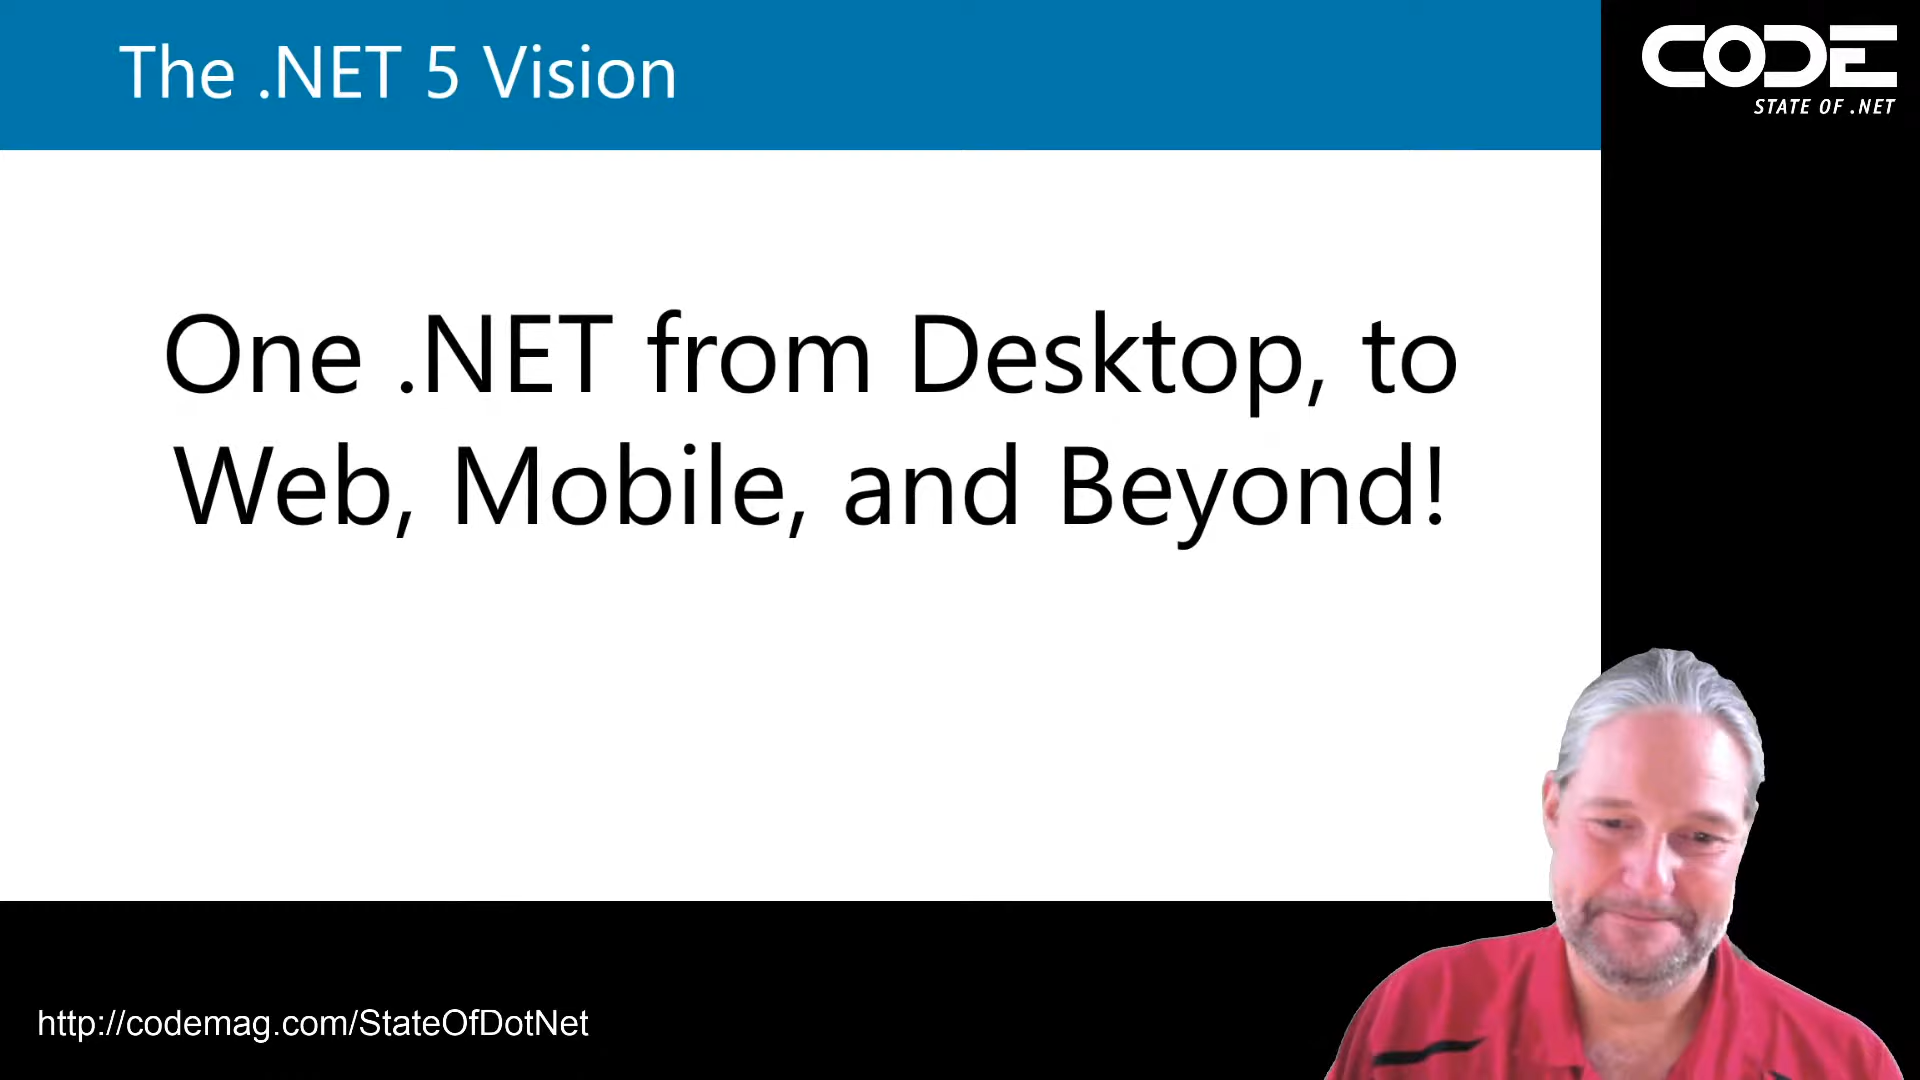 The .NET 5 Vision
CODE
STATE OF .NET
One .NET from Desktop, to
Web, Mobile, and Beyond!
http://codemag.com/StateOfDotNet